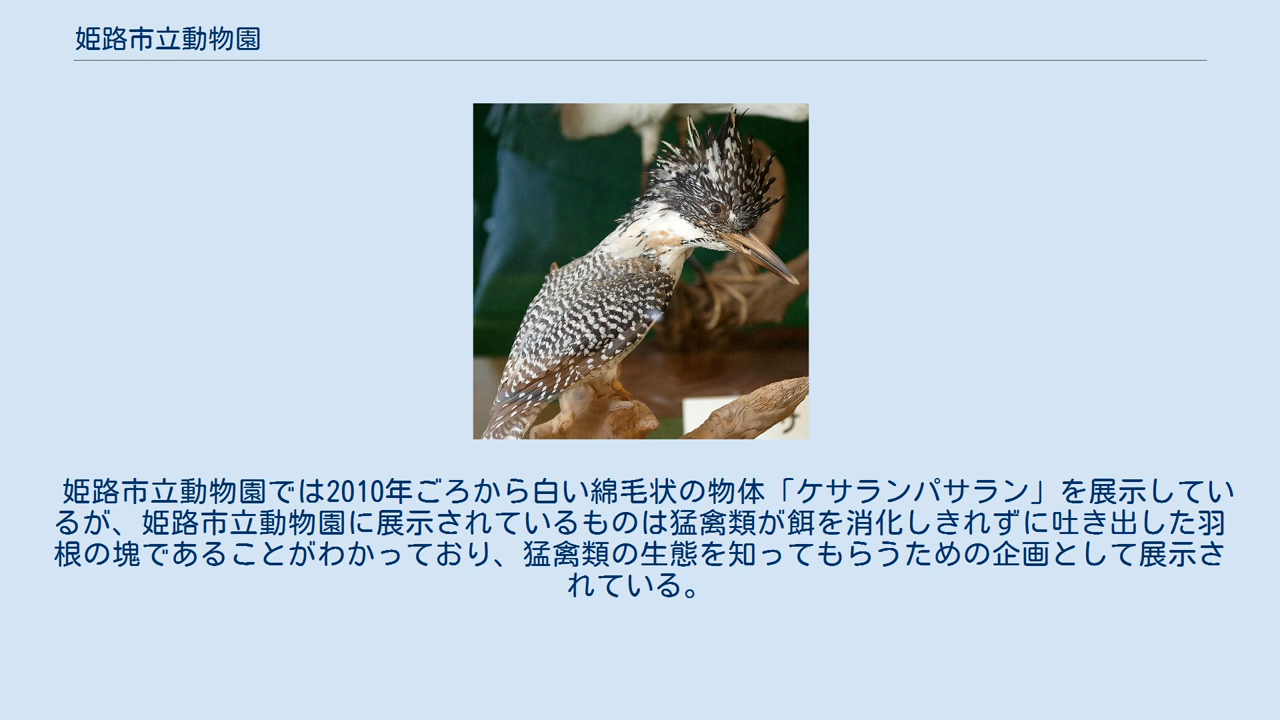 姫路市立動物園
姫路市立動物園では2010年ごろから白い綿毛状の物体「ケサランパサラン」を展示してい
るが、姫路市立動物園に展示されているものは猛禽類が餌を消化しきれずに吐き出した羽
根の塊であることがわかっており、猛禽類の生態を知ってもらうための企画として展示さ
れている。